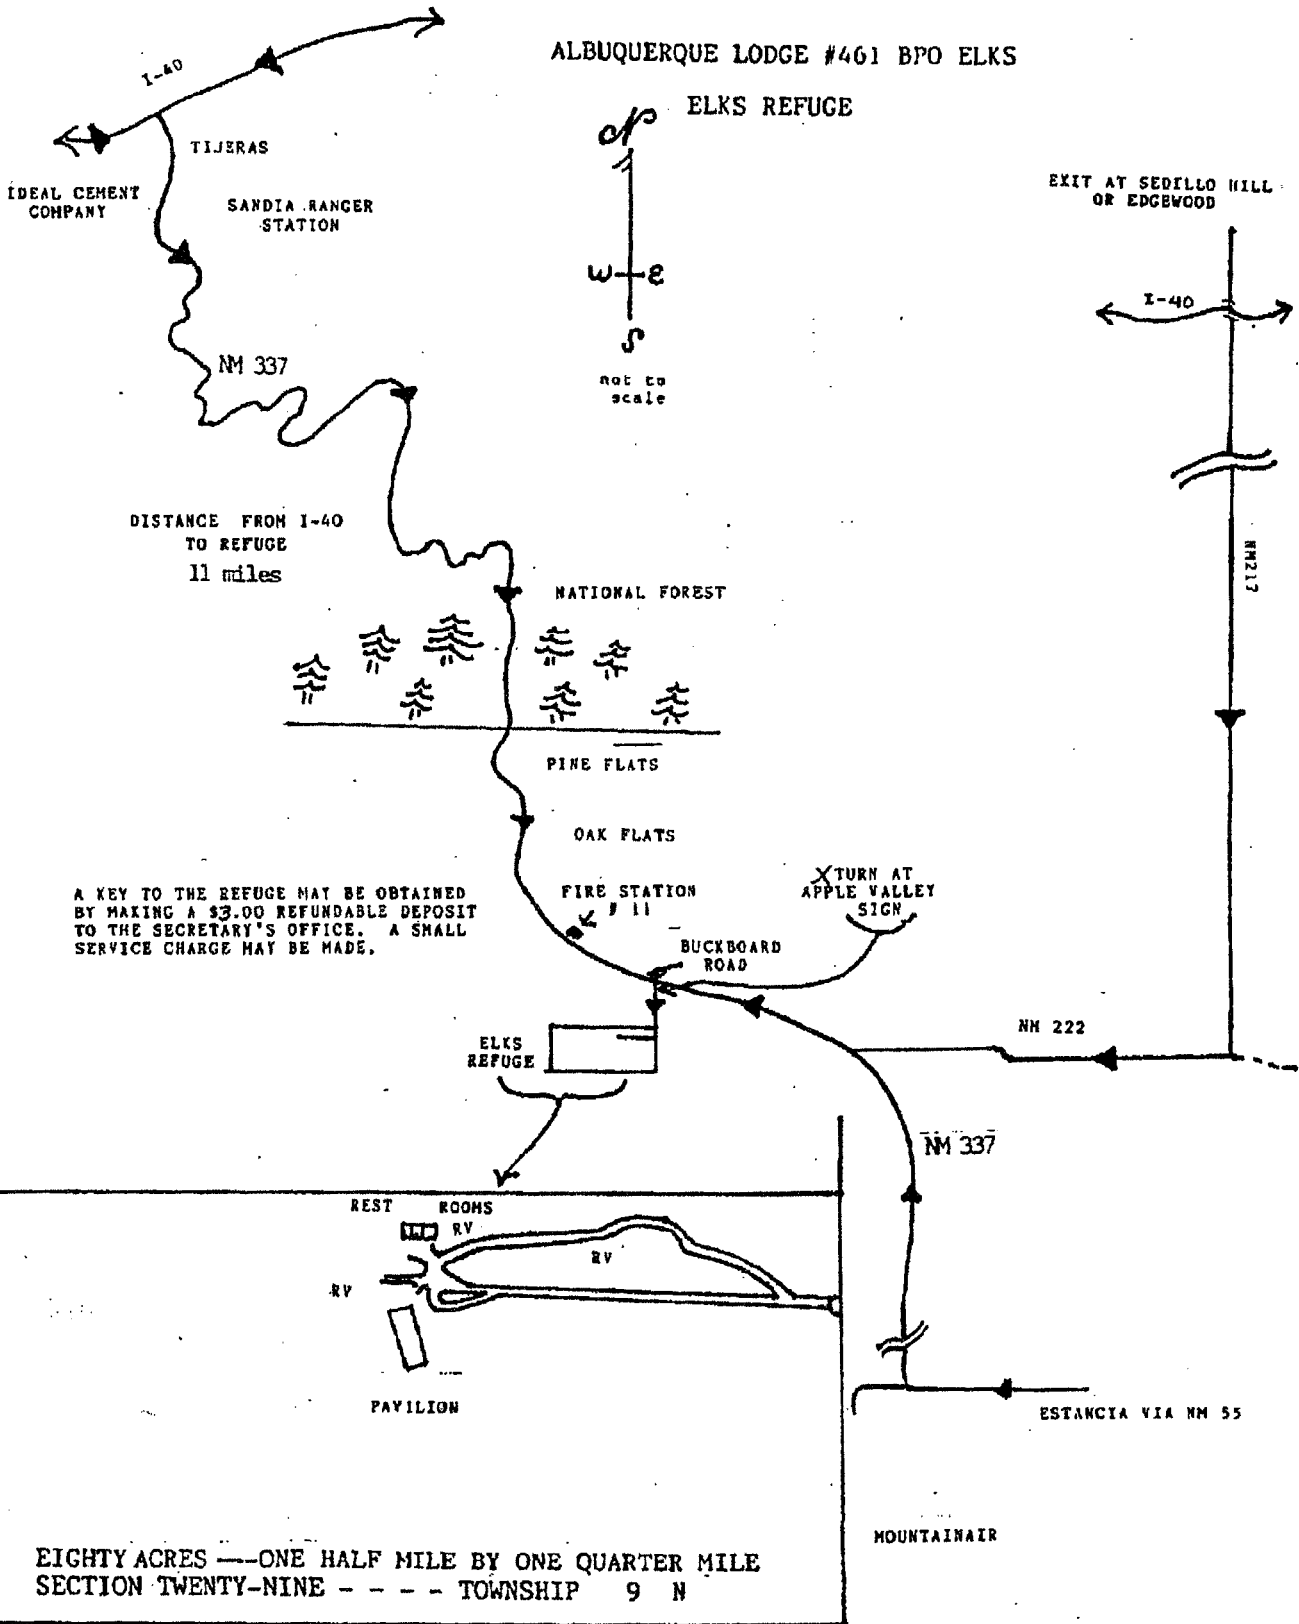 ALBUQUERQUE LODGE #461 BPO ELKS
ELKS REFUGE
I-40
TIJERAS
IDEAL CEMENT
COMPANY
SANDIA RANGER
STATION
N
W E
S
not to
scale
EXIT AT SEDILLO HILL
OR EDGEWOOD
I-40
NM 337
DISTANCE FROM I-40
TO REFUGE
11 miles
NM217
NATIONAL FOREST
PINE FLATS
OAK FLATS
A KEY TO THE REFUGE MAY BE OBTAINED
BY MAKING A $3.00 REFUNDABLE DEPOSIT
TO THE SECRETARY'S OFFICE. A SMALL
SERVICE CHARGE MAY BE MADE.
FIRE STATION
# 11
X TURN AT
APPLE VALLEY
SIGN
BUCKBOARD
ROAD
ELKS
REFUGE
NM 222
NM 337
REST ROOMS
RV
RV
RV
PAVILION
ESTANCIA VIA NM 55
MOUNTAINAIR
EIGHTY ACRES ---ONE HALF MILE BY ONE QUARTER MILE
SECTION TWENTY-NINE - - - - TOWNSHIP 9 N